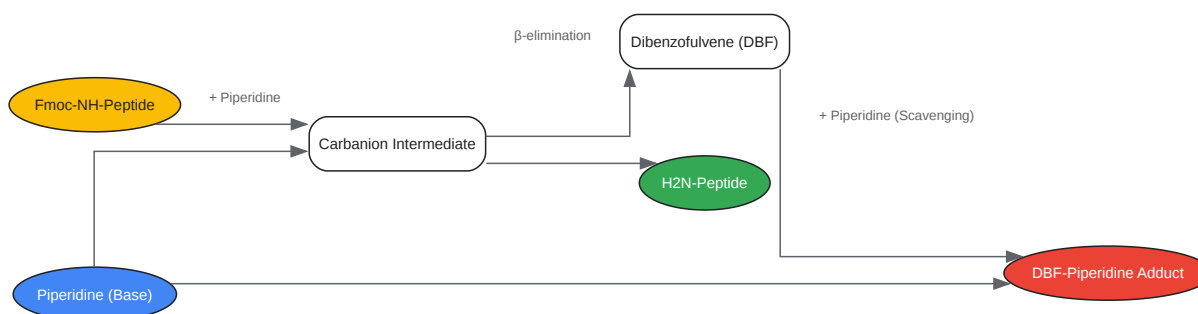 β-elimination
Dibenzofulvene (DBF)
Fmoc-NH-Peptide
+ Piperidine
+ Piperidine (Scavenging)
Carbanion Intermediate
H2N-Peptide
DBF-Piperidine Adduct
Piperidine (Base)